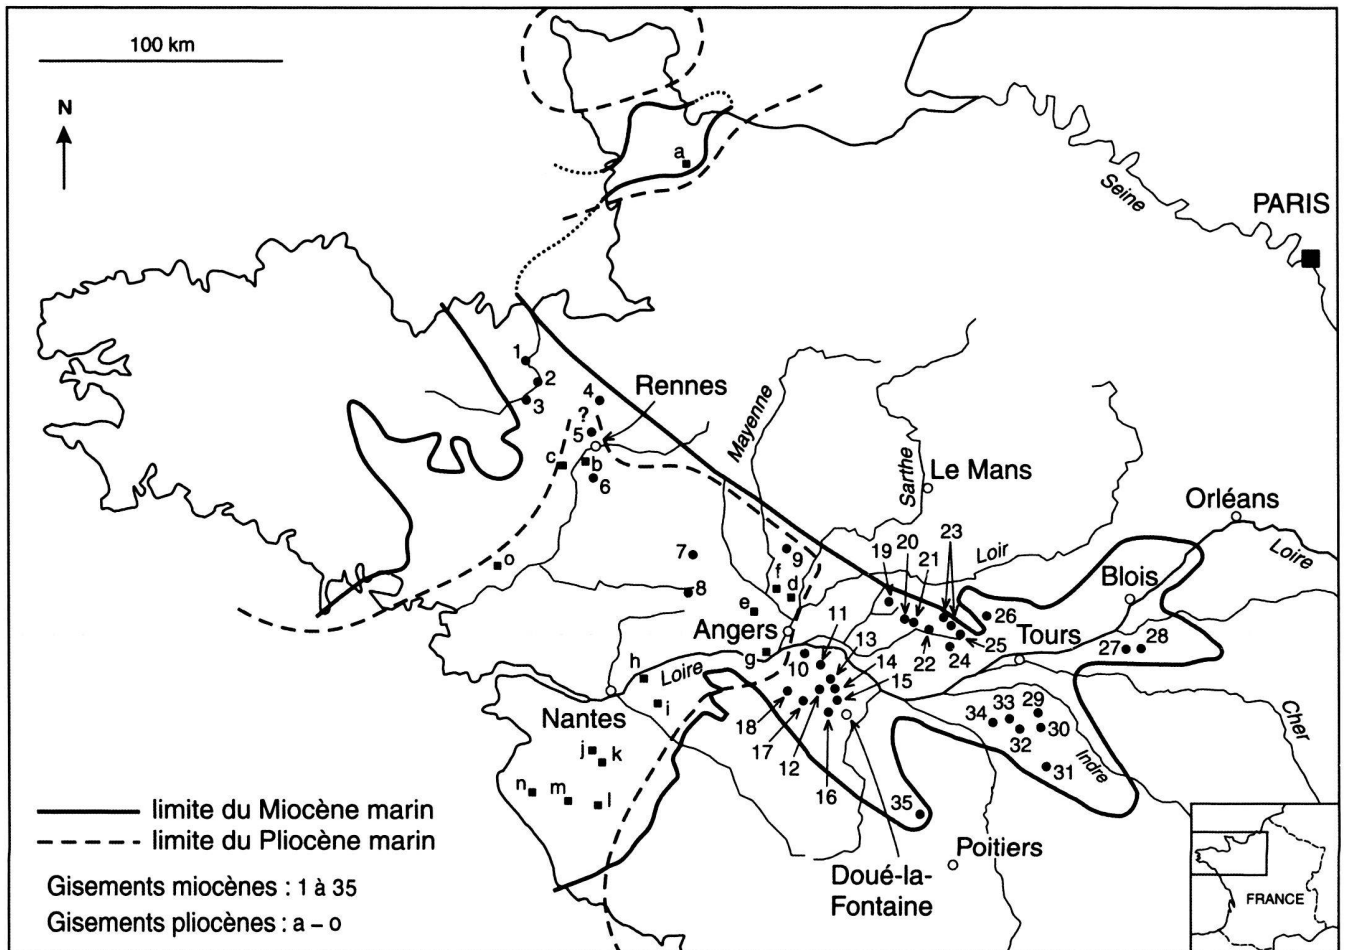 100 km
N
a
Seine
PARIS
1
2
3
4
?
5
Rennes
c
b
6
Mayenne
Sarthe
Le Mans
Orléans
Loire
7
8
9
f
d
e
o
19
20
21
23
Loir
Blois
26
Angers
11
13
14
15
10
22
24
25
Tours
27
28
g
h
Loire
i
Nantes
j
k
n
m
l
18
17
12
16
34
33
29
30
32
31
Indre
Cher
35
Poitiers
Doué-la-
Fontaine
limite du Miocène marin
limite du Pliocène marin
Gisements miocènes : 1 à 35
Gisements pliocènes : a – o
FRANCE